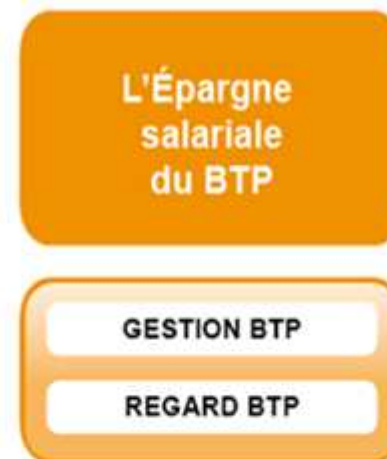 L'Épargne
salariale
du BTP
GESTION BTP
REGARD BTP